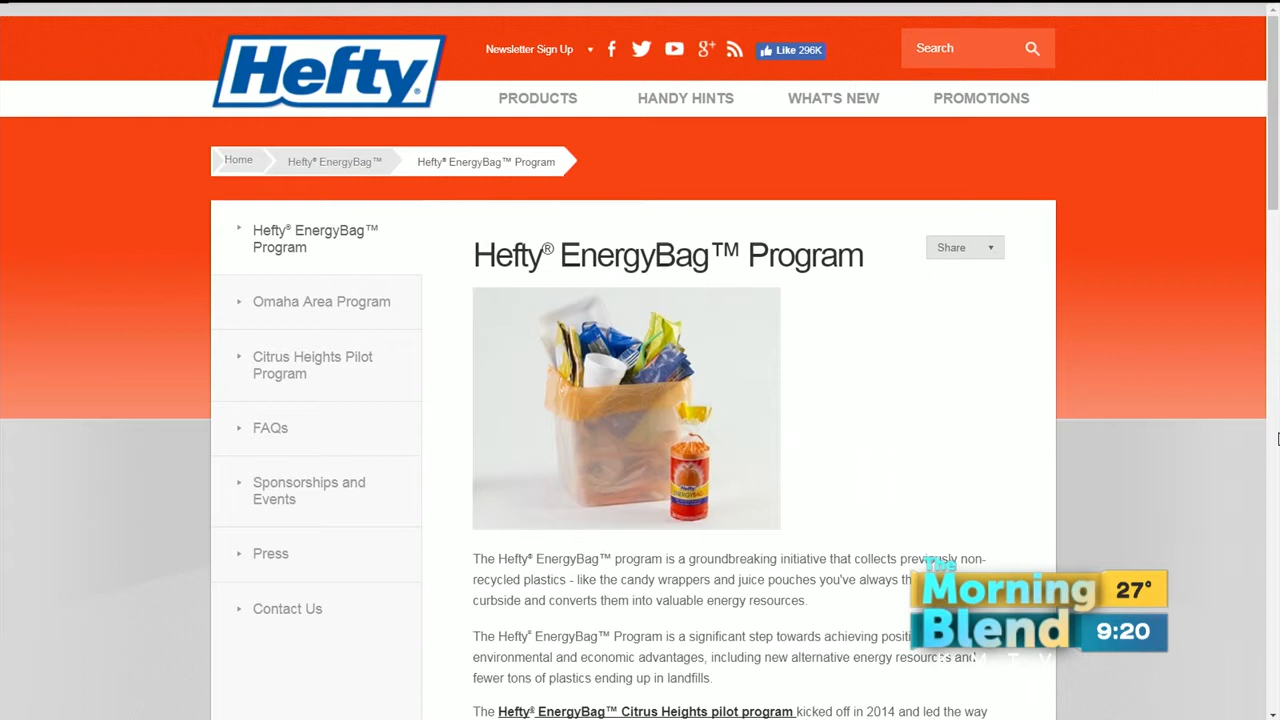 Hefty®
Newsletter Sign Up
Like 296K
Search
PRODUCTS
HANDY HINTS
WHAT'S NEW
PROMOTIONS
Home
Hefty® EnergyBag™
Hefty® EnergyBag™ Program
Hefty® EnergyBag™
Program
Omaha Area Program
Citrus Heights Pilot
Program
FAQs
Sponsorships and
Events
Press
Contact Us
Hefty® EnergyBag™ Program
Share
Hefty
ENERGYBAG
The Hefty® EnergyBag™ program is a groundbreaking initiative that collects previously non-
recycled plastics - like the candy wrappers and juice pouches you've always
curbside and converts them into valuable energy resources.
The Hefty® EnergyBag™ Program is a significant step towards achieving
environmental and economic advantages, including new alternative energy resources and
fewer tons of plastics ending up in landfills.
The Hefty® EnergyBag™ Citrus Heights pilot program kicked off in 2014 and led the way
The
Morning
Blend
27°
9:20